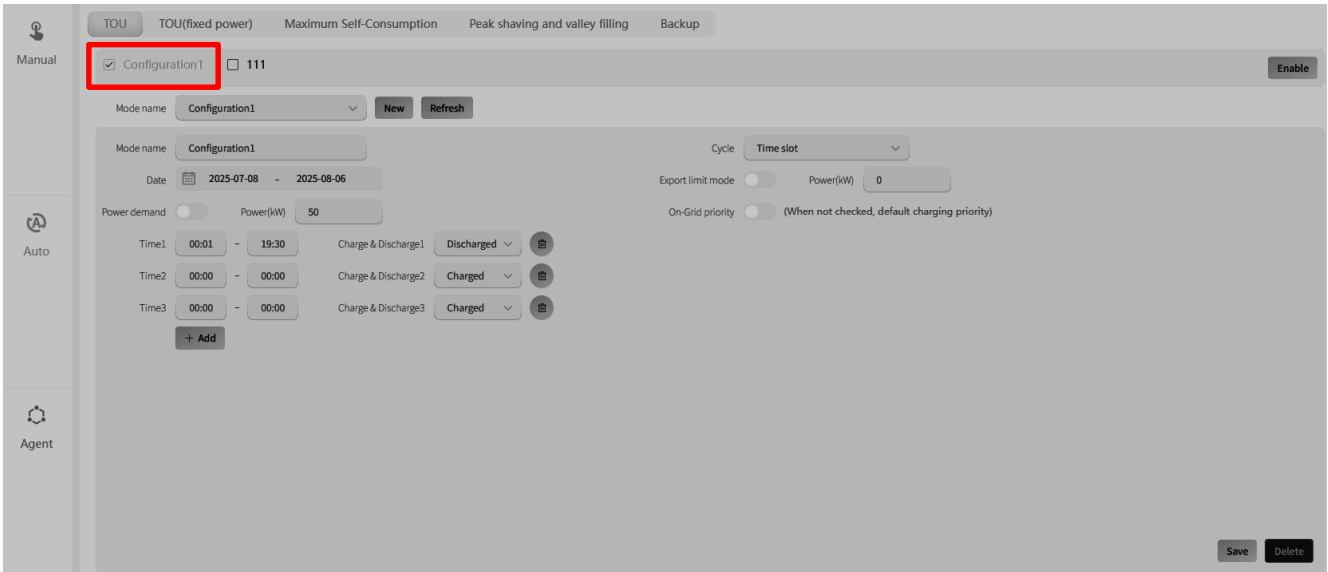 Manual
Auto
Agent
TOU TOU(fixed power) Maximum Self-Consumption Peak shaving and valley filling Backup
Configuration1 111 Enable
Mode name Configuration1 New Refresh
Mode name Configuration1 Cycle Time slot
Date 2025-07-08 - 2025-08-06 Export limit mode Power(kW) 0
Power demand Power(kW) 50 On-Grid priority (When not checked, default charging priority)
Time1 00:01 - 19:30 Charge & Discharge1 Discharged
Time2 00:00 - 00:00 Charge & Discharge2 Charged
Time3 00:00 - 00:00 Charge & Discharge3 Charged
+ Add
Save Delete